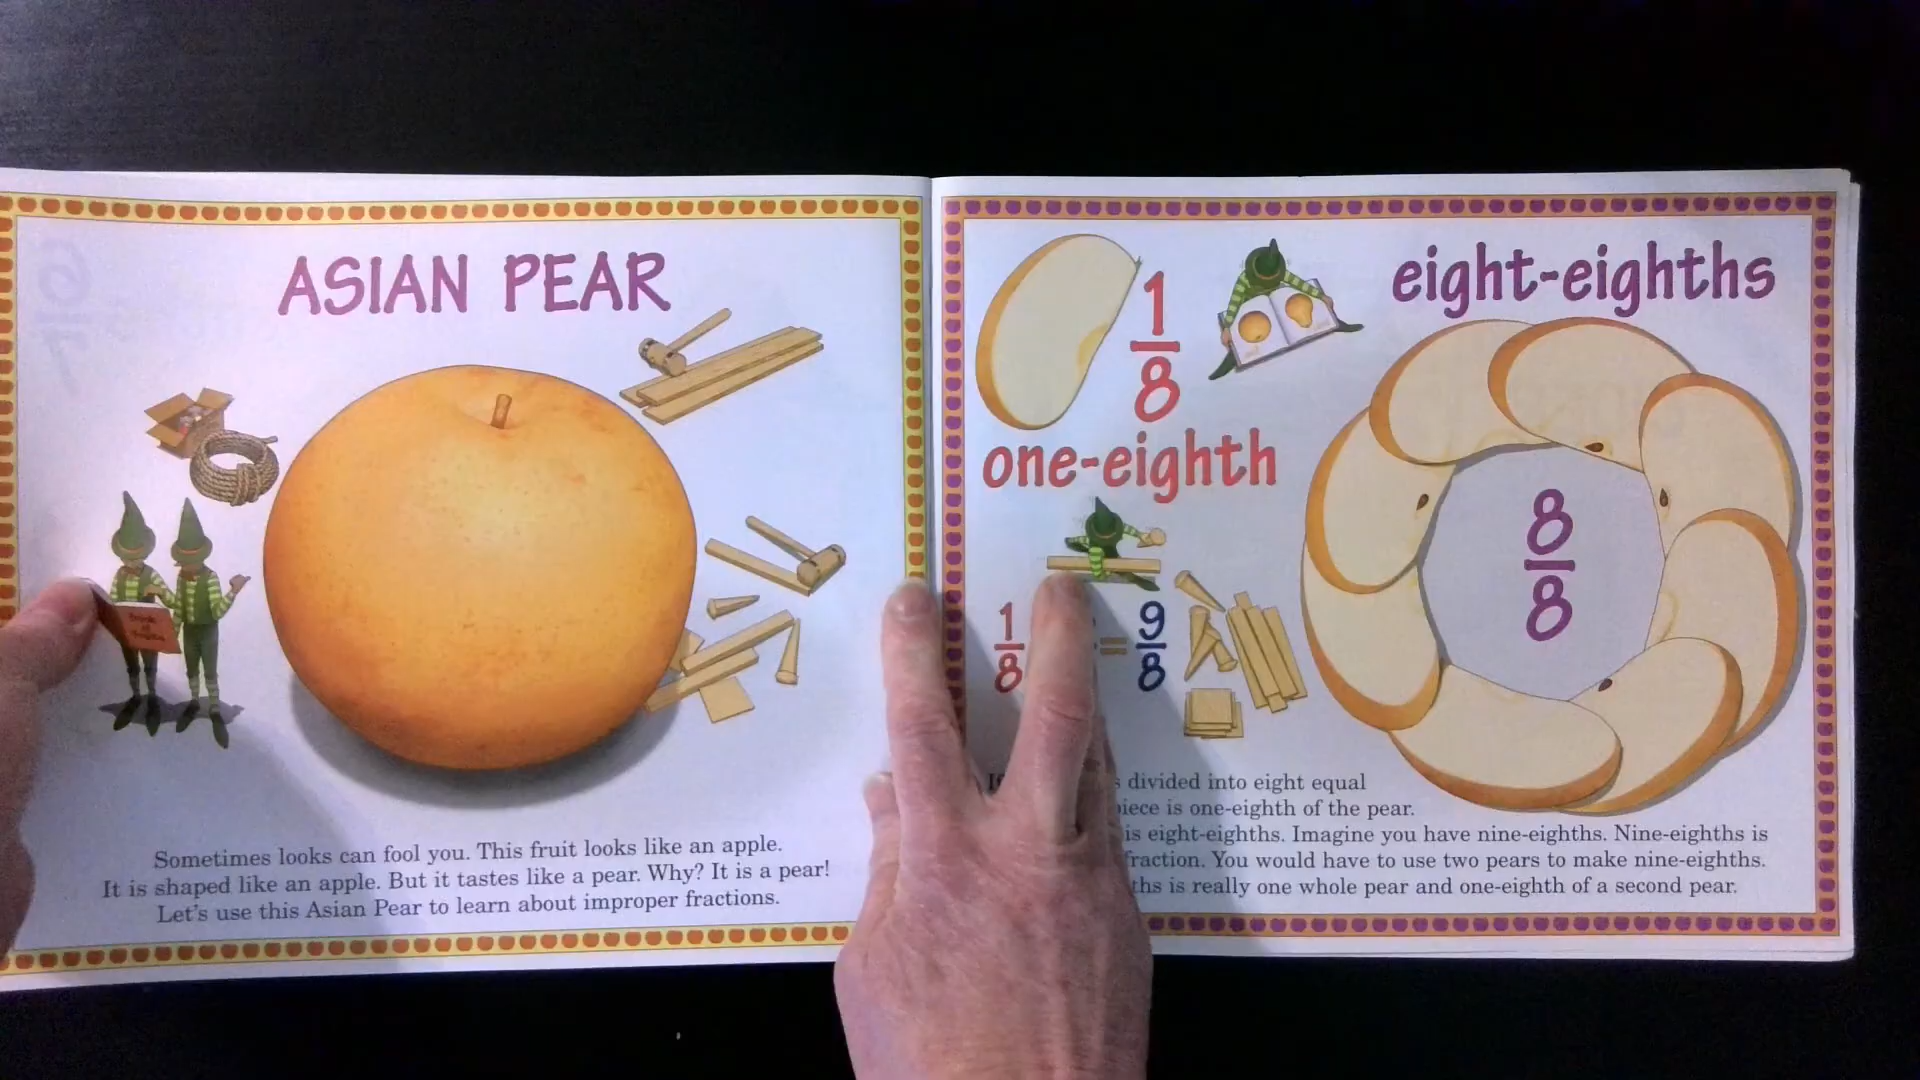 ASIAN PEAR
Sometimes looks can fool you. This fruit looks like an apple.
It is shaped like an apple. But it tastes like a pear. Why? It is a pear!
Let's use this Asian Pear to learn about improper fractions.
1
8
one-eighth
eight-eighths
8
8
1 = 9
8 8
divided into eight equal
is one-eighth of the pear.
is eight-eighths. Imagine you have nine-eighths. Nine-eighths is
fraction. You would have to use two pears to make nine-eighths.
is really one whole pear and one-eighth of a second pear.